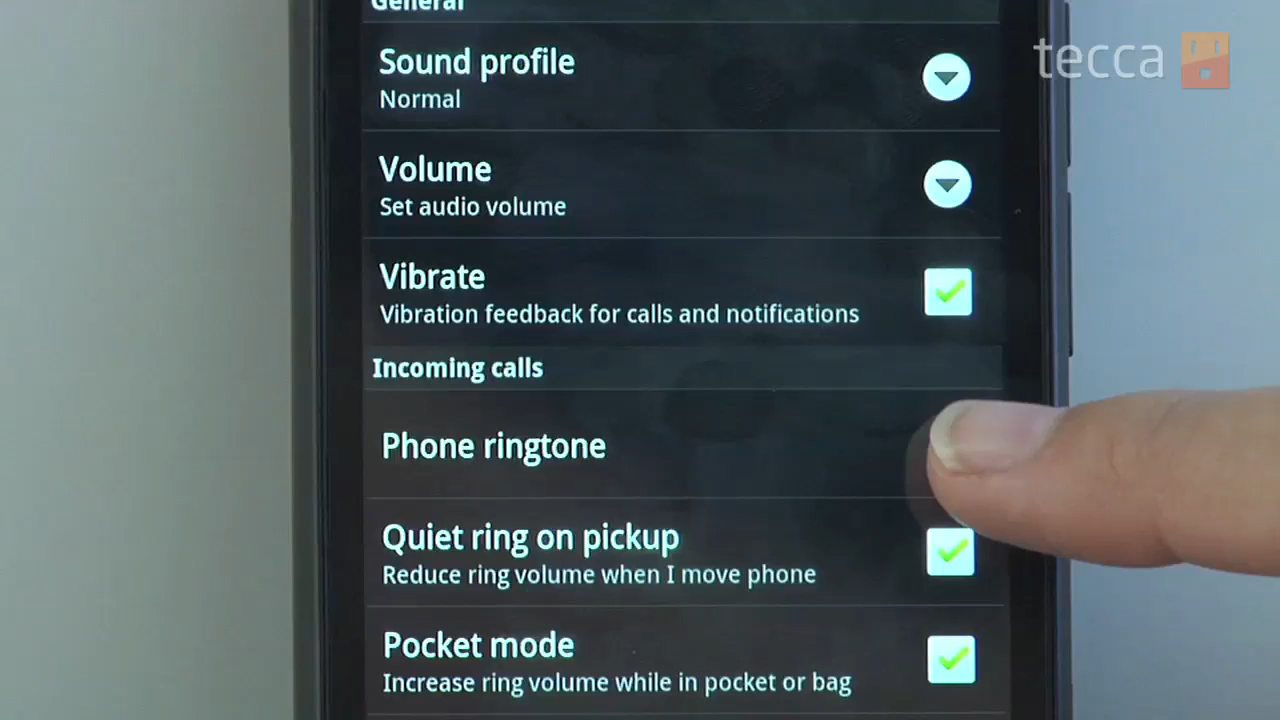 General
tecca
Sound profile
Normal
Volume
Set audio volume
Vibrate
Vibration feedback for calls and notifications
Incoming calls
Phone ringtone
Quiet ring on pickup
Reduce ring volume when I move phone
Pocket mode
Increase ring volume while in pocket or bag